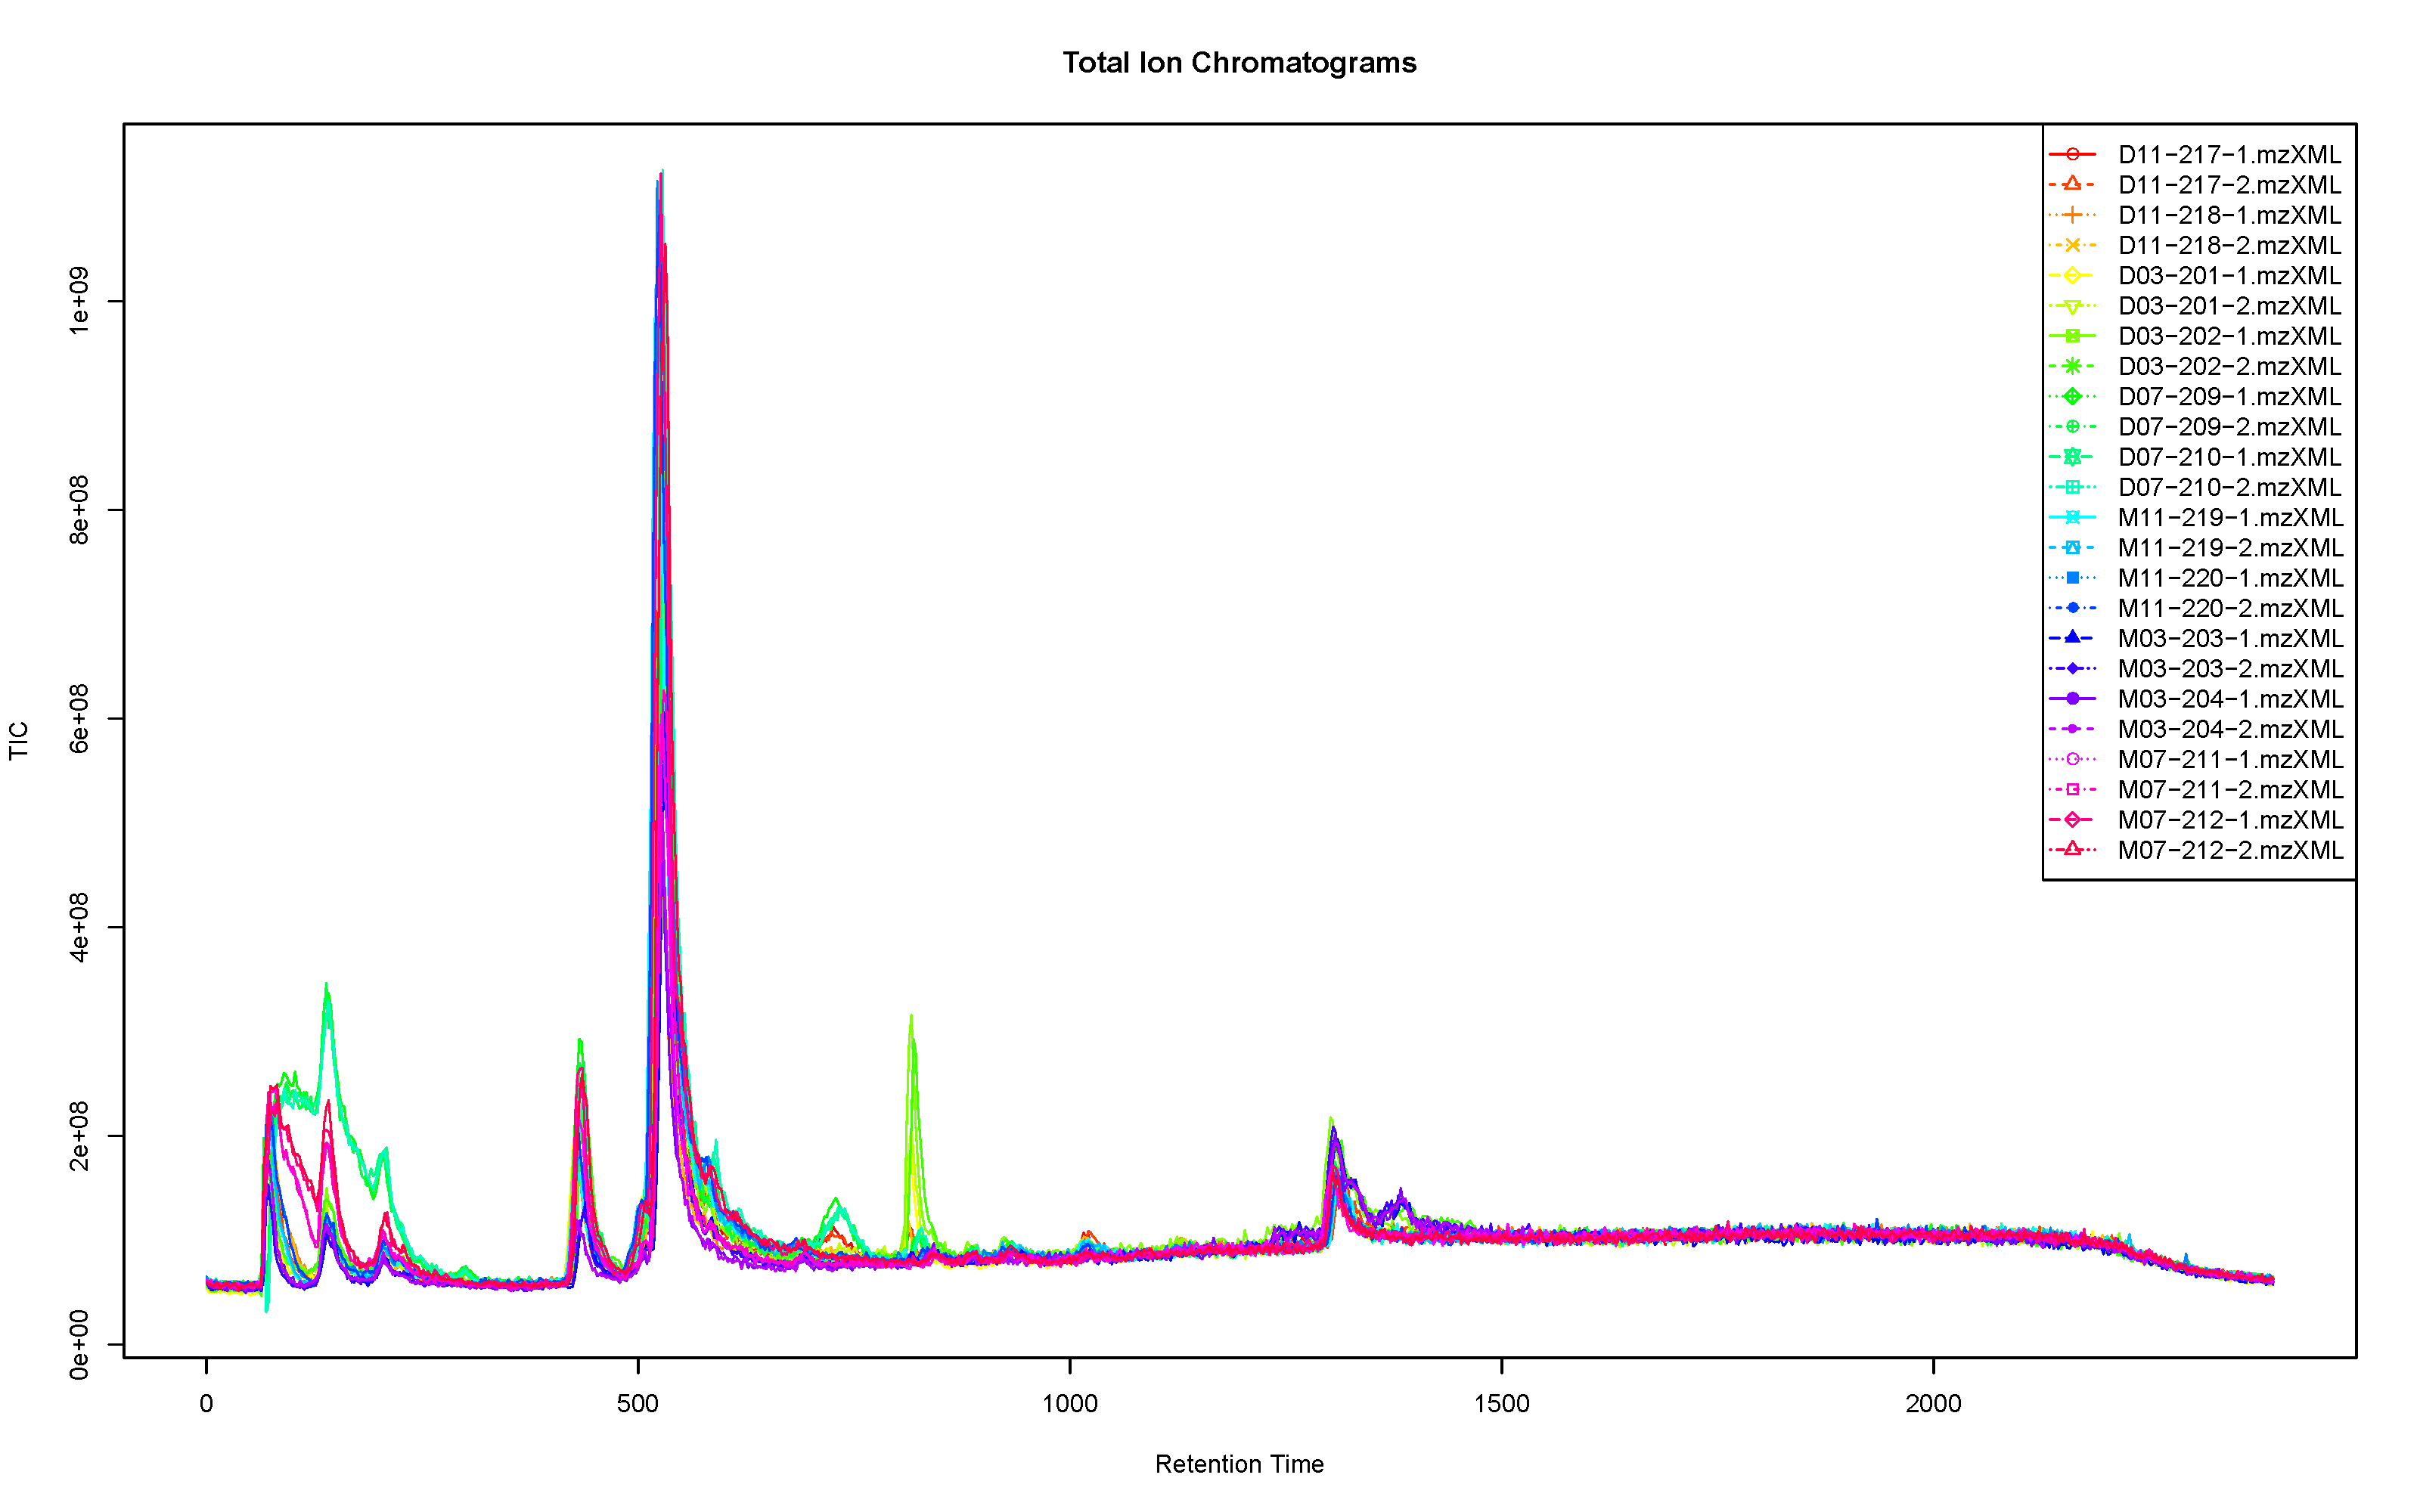 Total Ion Chromatograms
D11-217-1.mzXML
D11-217-2.mzXML
D11-218-1.mzXML
D11-218-2.mzXML
D03-201-1.mzXML
D03-201-2.mzXML
D03-202-1.mzXML
D03-202-2.mzXML
D07-209-1.mzXML
D07-209-2.mzXML
D07-210-1.mzXML
D07-210-2.mzXML
M11-219-1.mzXML
M11-219-2.mzXML
M11-220-1.mzXML
M11-220-2.mzXML
M03-203-1.mzXML
M03-203-2.mzXML
M03-204-1.mzXML
M03-204-2.mzXML
M07-211-1.mzXML
M07-211-2.mzXML
M07-212-1.mzXML
M07-212-2.mzXML
TIC
1e+09
8e+08
6e+08
4e+08
2e+08
0e+00
0 500 1000 1500 2000
Retention Time